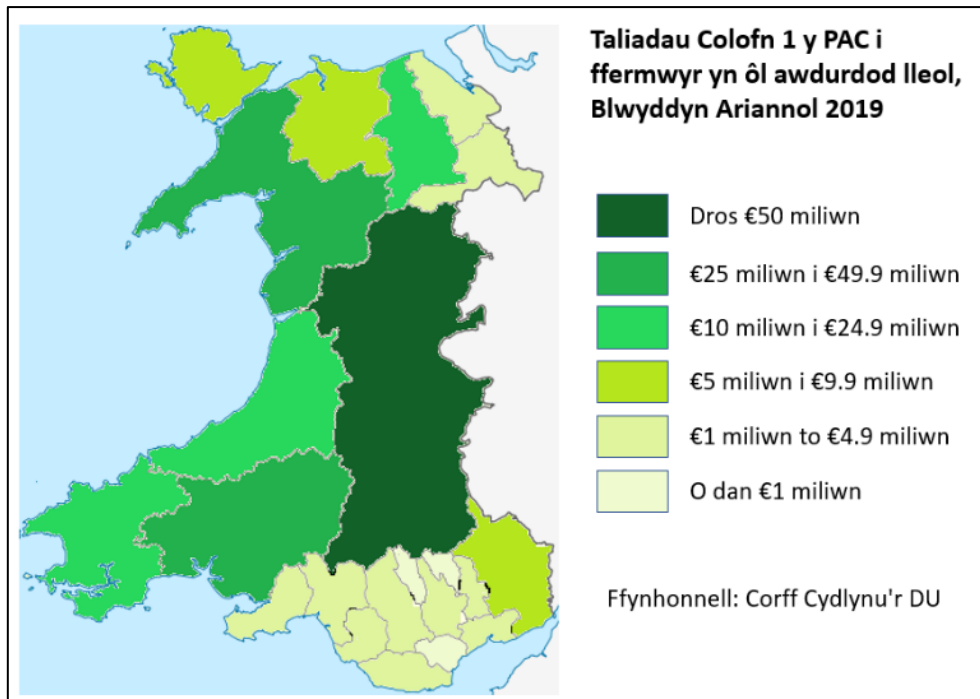 Taliadau Colofn 1 y PAC i
ffermwyr yn ôl awdurdod lleol,
Blwyddyn Ariannol 2019
Dros €50 miliwn
€25 miliwn i €49.9 miliwn
€10 miliwn i €24.9 miliwn
€5 miliwn i €9.9 miliwn
€1 miliwn to €4.9 miliwn
O dan €1 miliwn
Ffynhonnell: Corff Cydlynu'r DU